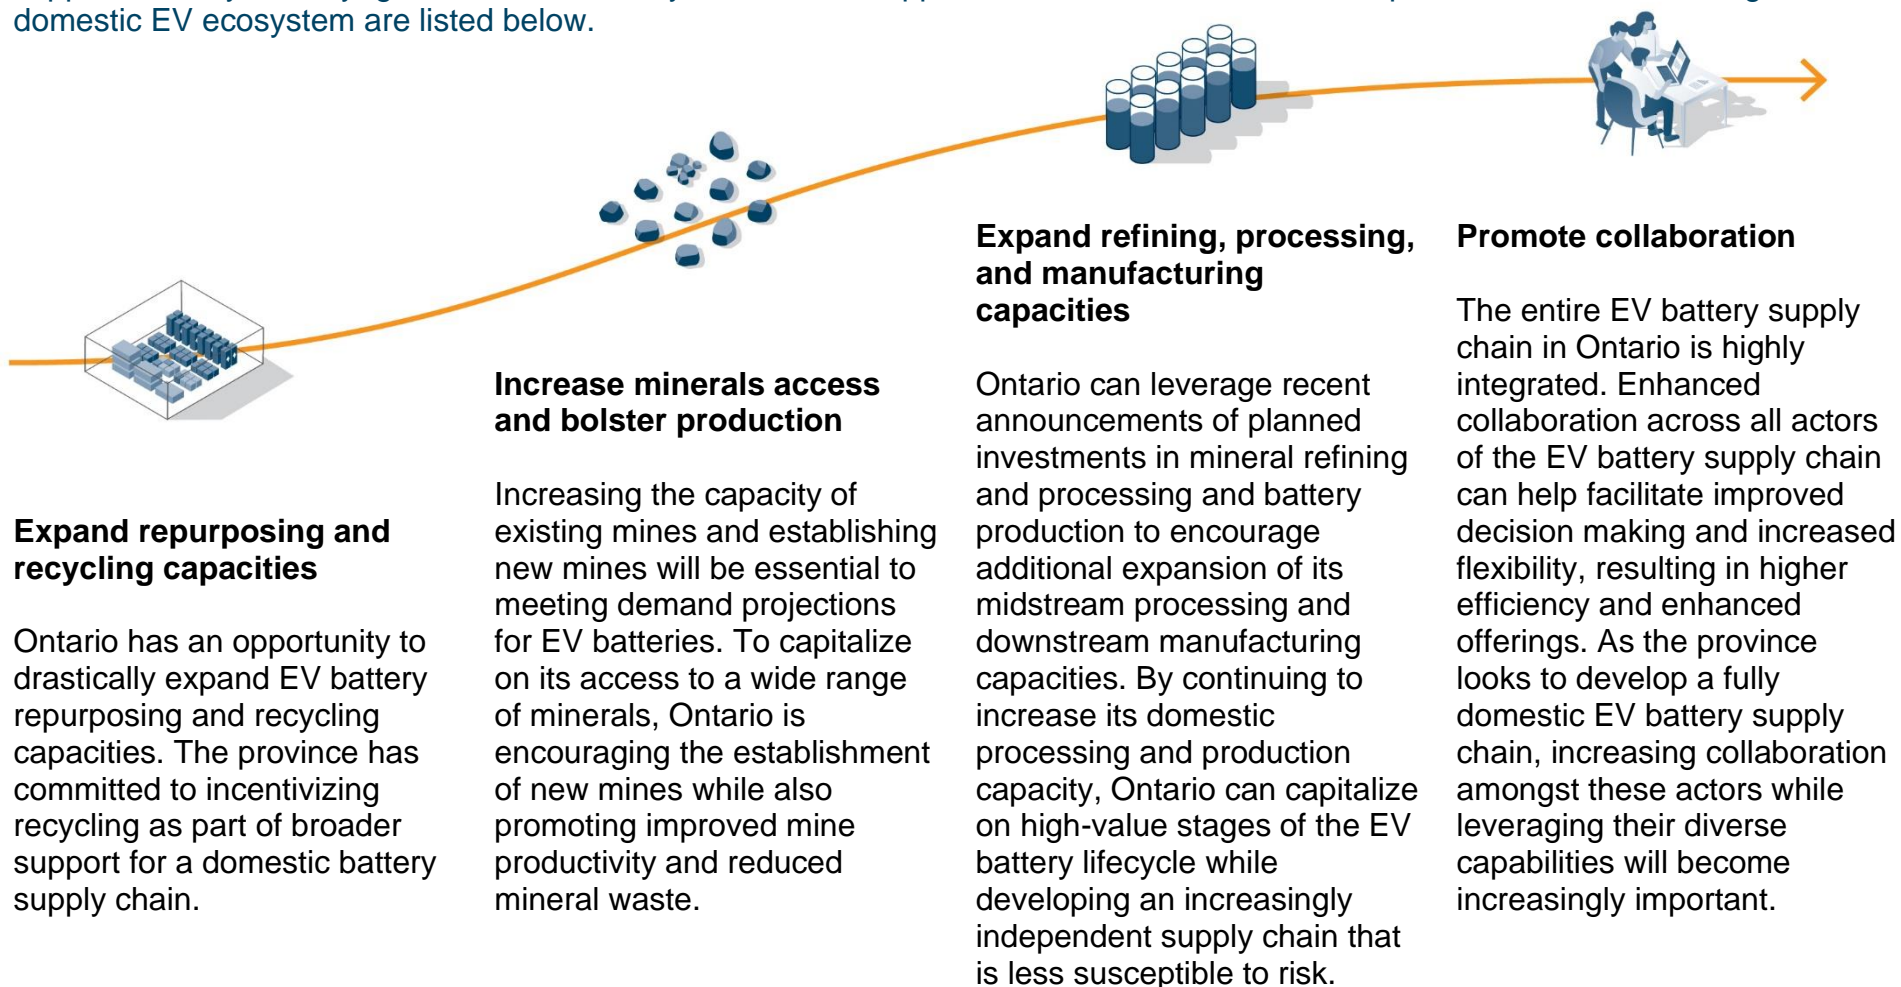 domestic EV ecosystem are listed below.
Expand repurposing and
recycling capacities
Ontario has an opportunity to
drastically expand EV battery
repurposing and recycling
capacities. The province has
committed to incentivizing
recycling as part of broader
support for a domestic battery
supply chain.
Increase minerals access
and bolster production
Increasing the capacity of
existing mines and establishing
new mines will be essential to
meeting demand projections
for EV batteries. To capitalize
on its access to a wide range
of minerals, Ontario is
encouraging the establishment
of new mines while also
promoting improved mine
productivity and reduced
mineral waste.
Expand refining, processing,
and manufacturing
capacities
Ontario can leverage recent
announcements of planned
investments in mineral refining
and processing and battery
production to encourage
additional expansion of its
midstream processing and
downstream manufacturing
capacities. By continuing to
increase its domestic
processing and production
capacity, Ontario can capitalize
on high-value stages of the EV
battery lifecycle while
developing an increasingly
independent supply chain that
is less susceptible to risk.
Promote collaboration
The entire EV battery supply
chain in Ontario is highly
integrated. Enhanced
collaboration across all actors
of the EV battery supply chain
can help facilitate improved
decision making and increased
flexibility, resulting in higher
efficiency and enhanced
offerings. As the province
looks to develop a fully
domestic EV battery supply
chain, increasing collaboration
amongst these actors while
leveraging their diverse
capabilities will become
increasingly important.